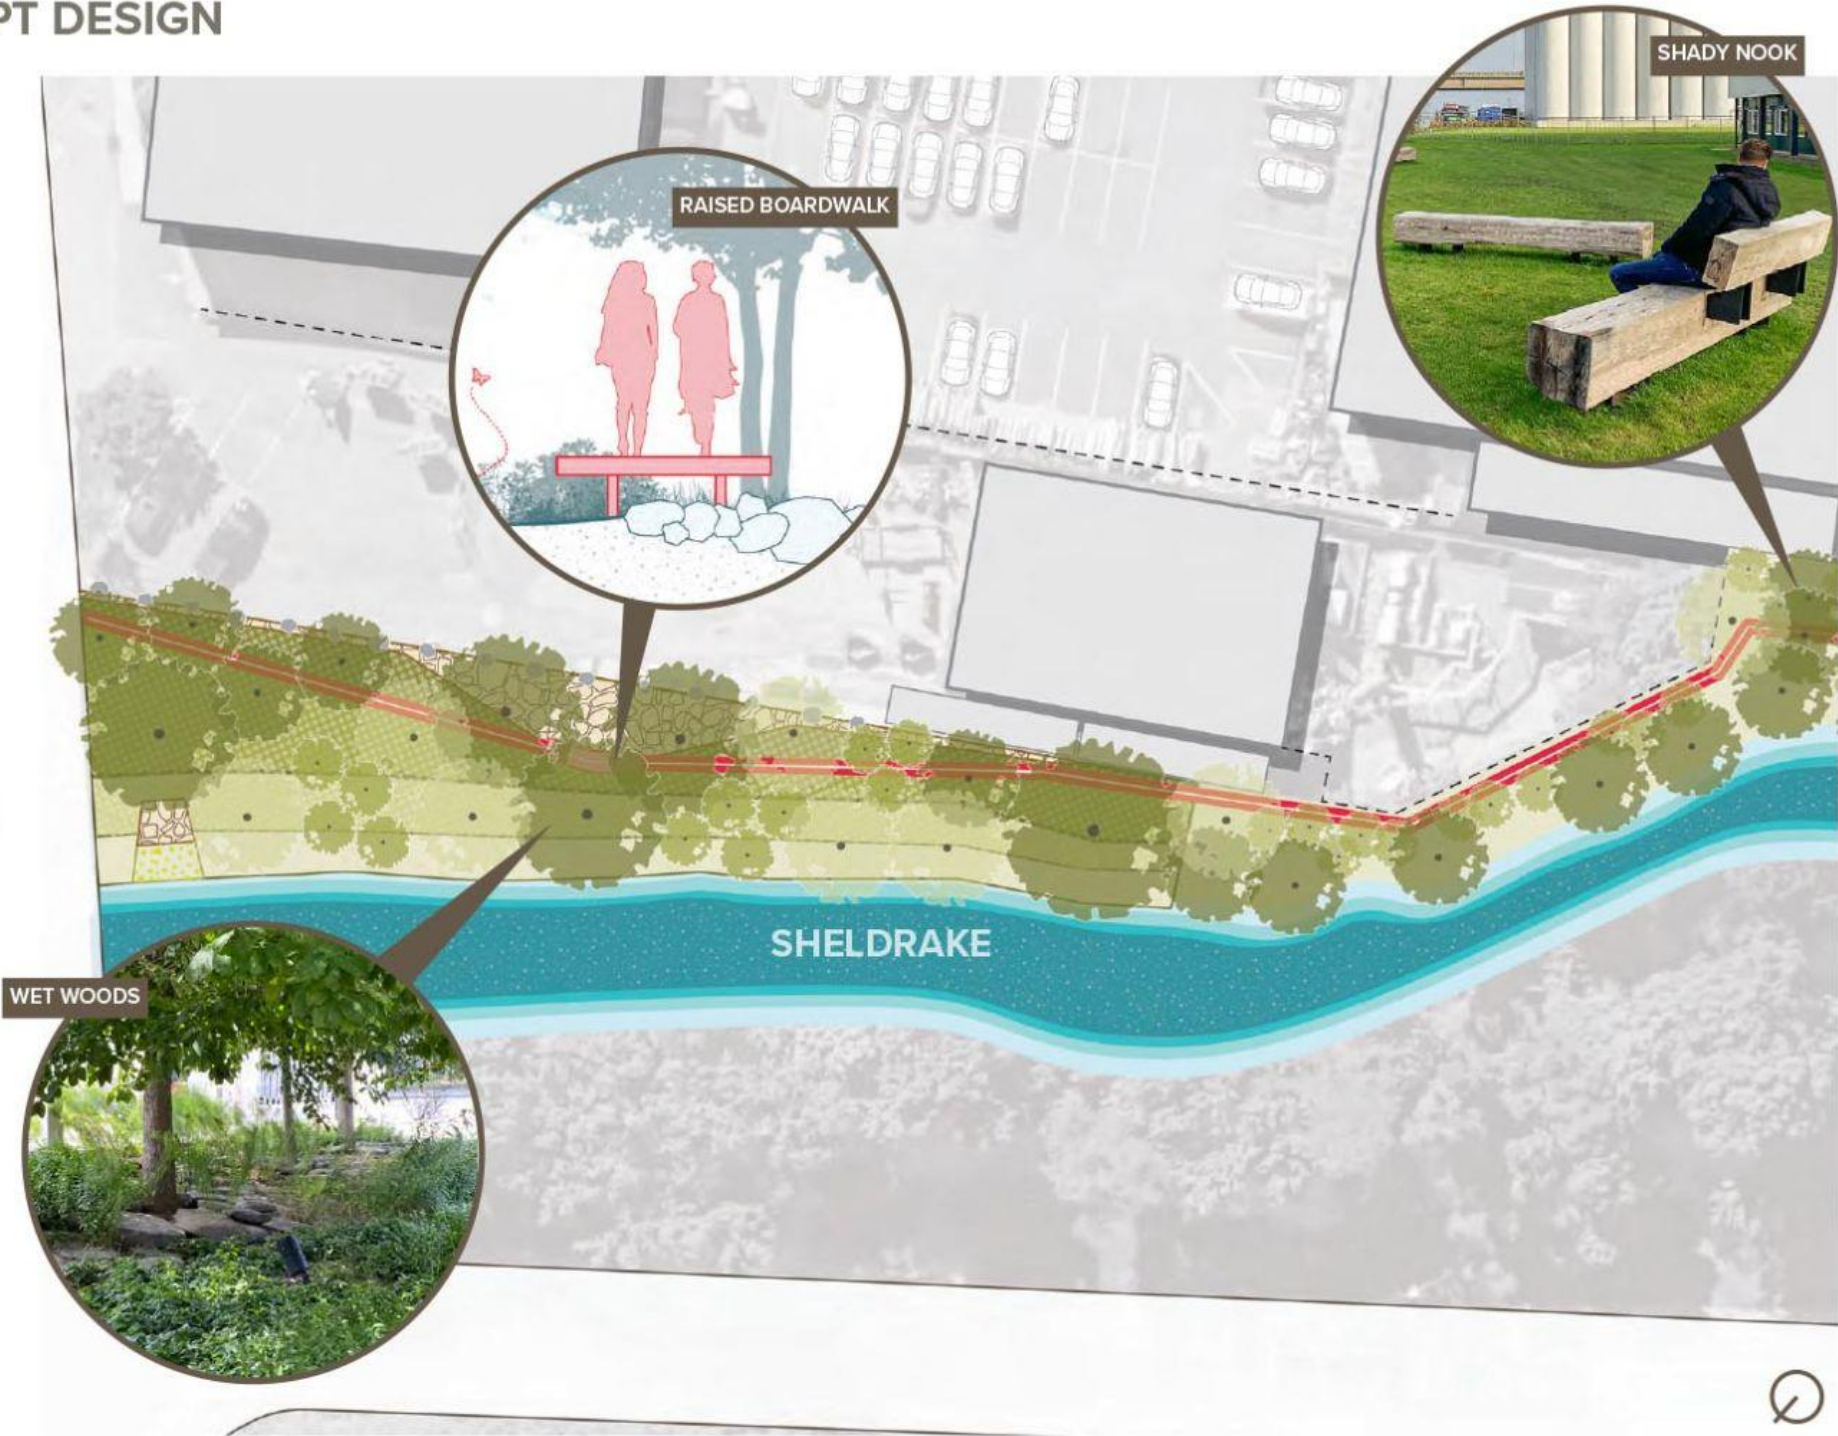 PT DESIGN
SHADY NOOK
RAISED BOARDWALK
SHELDRAKE
WET WOODS